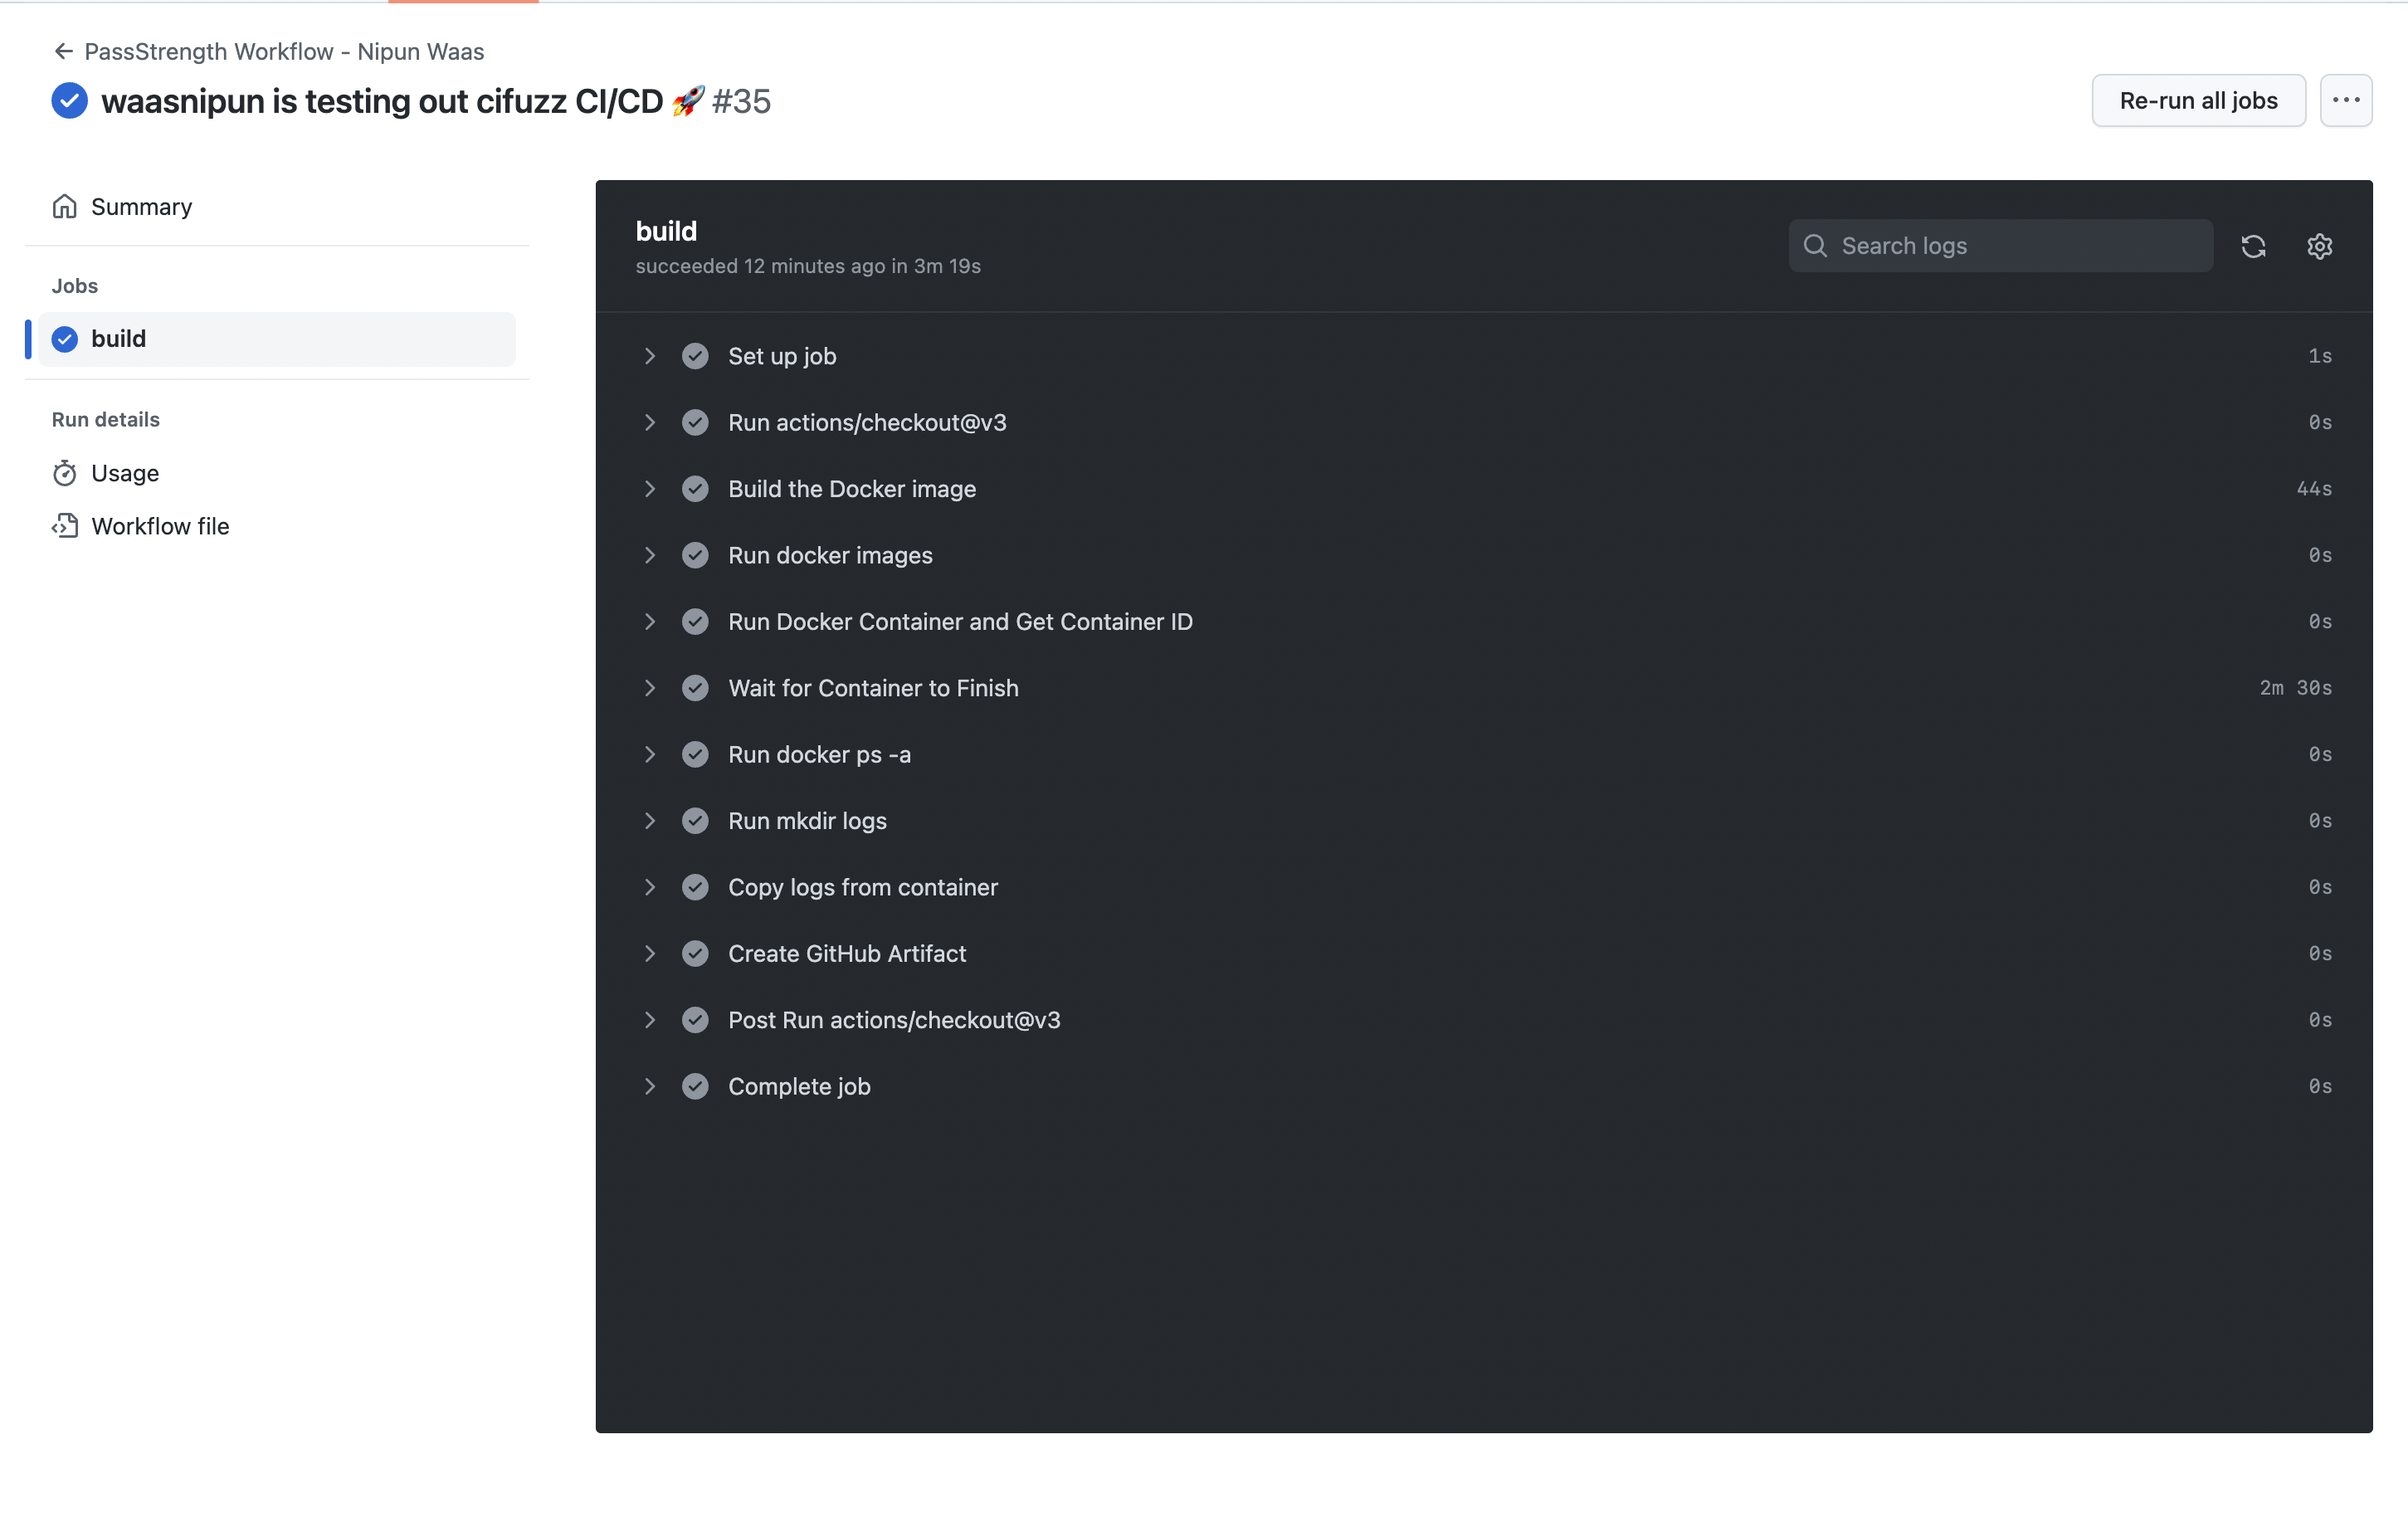 PassStrength Workflow - Nipun Waas
waasnipun is testing out cifuzz CI/CD 🚀 #35
Re-run all jobs
Summary
Jobs
build
Run details
Usage
Workflow file
build
succeeded 12 minutes ago in 3m 19s
Search logs
Set up job 1s
Run actions/checkout@v3 0s
Build the Docker image 44s
Run docker images 0s
Run Docker Container and Get Container ID 0s
Wait for Container to Finish 2m 30s
Run docker ps -a 0s
Run mkdir logs 0s
Copy logs from container 0s
Create GitHub Artifact 0s
Post Run actions/checkout@v3 0s
Complete job 0s